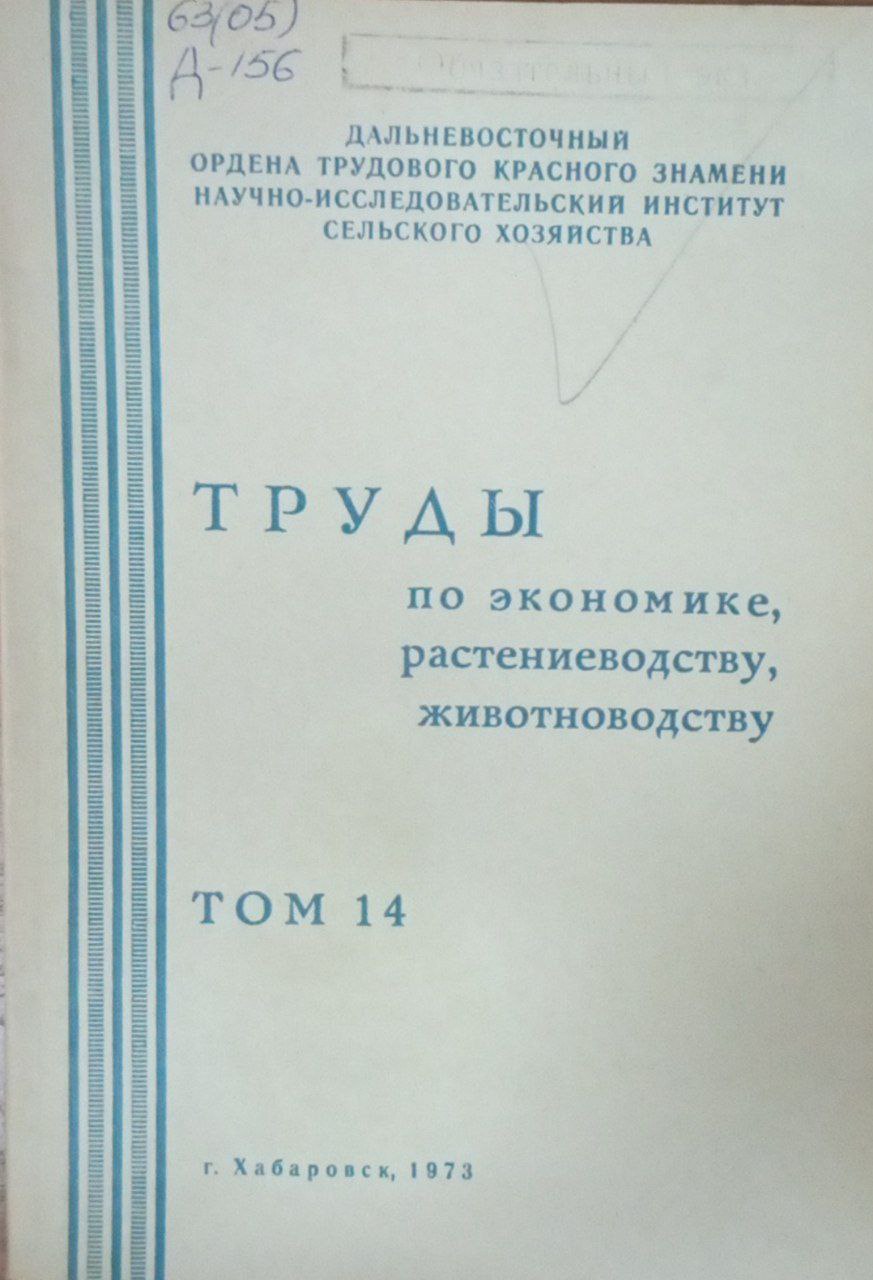 63(05)
Д-156
ДАЛЬНЕВОСТОЧНЫЙ
ОРДЕНА ТРУДОВОГО КРАСНОГО ЗНАМЕНИ
НАУЧНО-ИССЛЕДОВАТЕЛЬСКИЙ ИНСТИТУТ
СЕЛЬСКОГО ХОЗЯЙСТВА
ТРУДЫ
по экономике,
растениеводству,
животноводству
ТОМ 14
г. Хабаровск, 1973